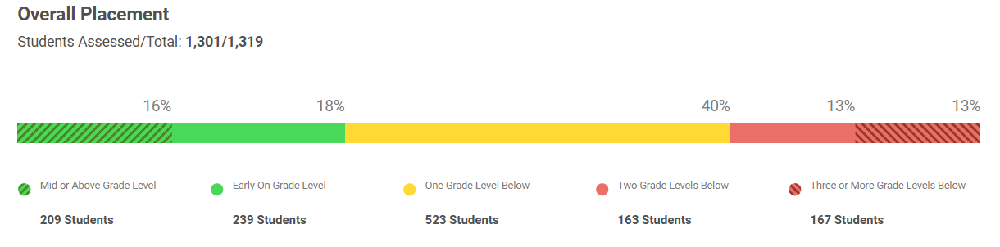 Overall Placement
Students Assessed/Total: 1,301/1,319
16% 18% 40% 13% 13%
Mid or Above Grade Level Early On Grade Level One Grade Level Below Two Grade Levels Below Three or More Grade Levels Below
209 Students 239 Students 523 Students 163 Students 167 Students